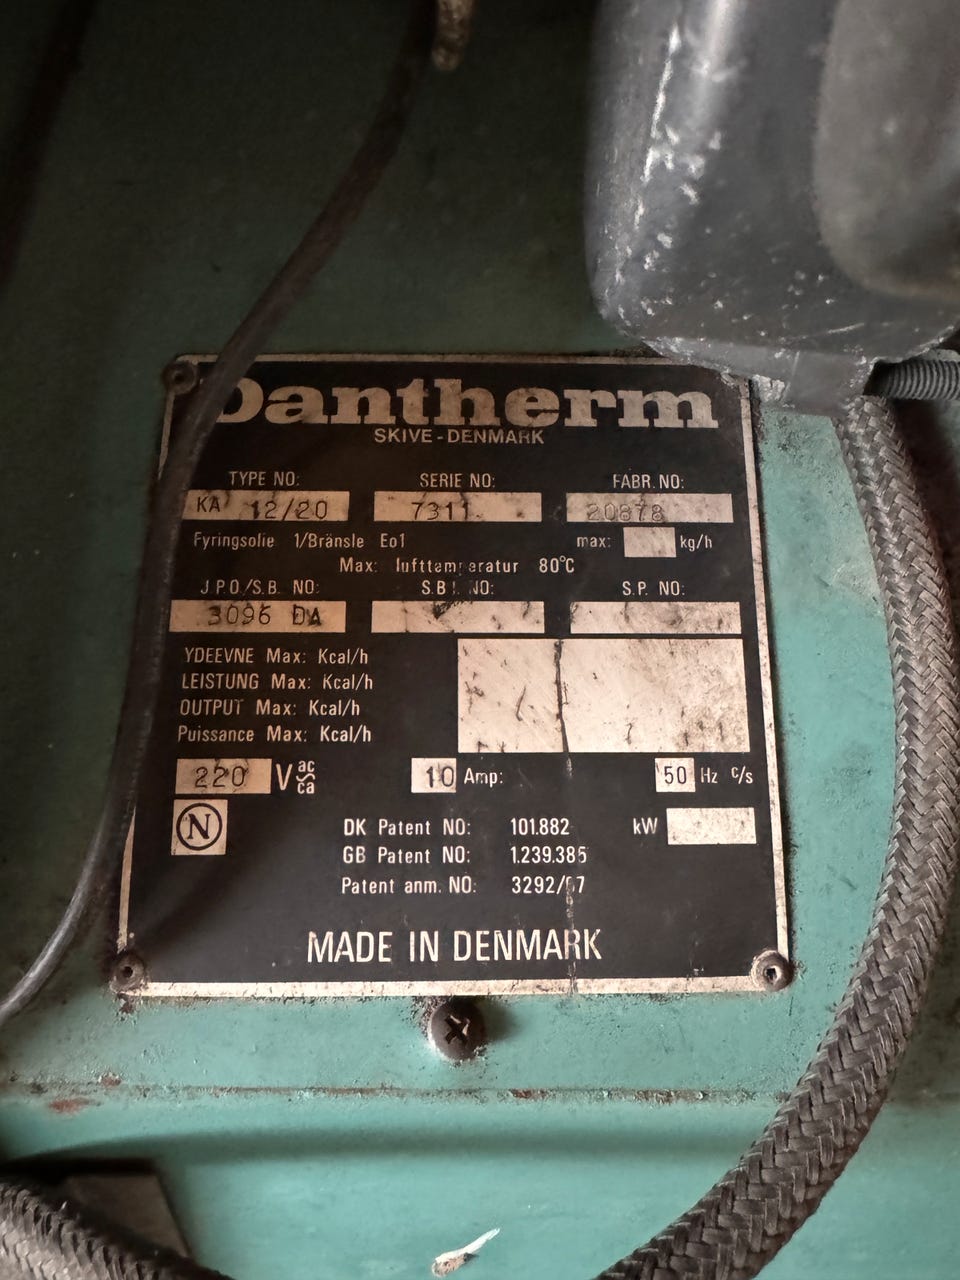 Dantherm
SKIVE-DENMARK
TYPE NO: SERIE NO: FABR. NO:
KA 12/20 7311 20878
Fyringsolie 1/Bränsle Eo1 max: kg/h
Max: lufttemperatur 80°C
J.P.O./S.B. NO: NO: S.P. NO:
3096 DA
YDEEVNE Max: Kcal/h
LEISTUNG Max: Kcal/h
OUTPUT Max: Kcal/h
Puissance Max: Kcal/h
220 V ac ca 10 Amp: 50 Hz c/s
N
DK Patent NO: 101.882 kW
GB Patent NO: 1.239.385
Patent anm. NO: 3292/67
MADE IN DENMARK